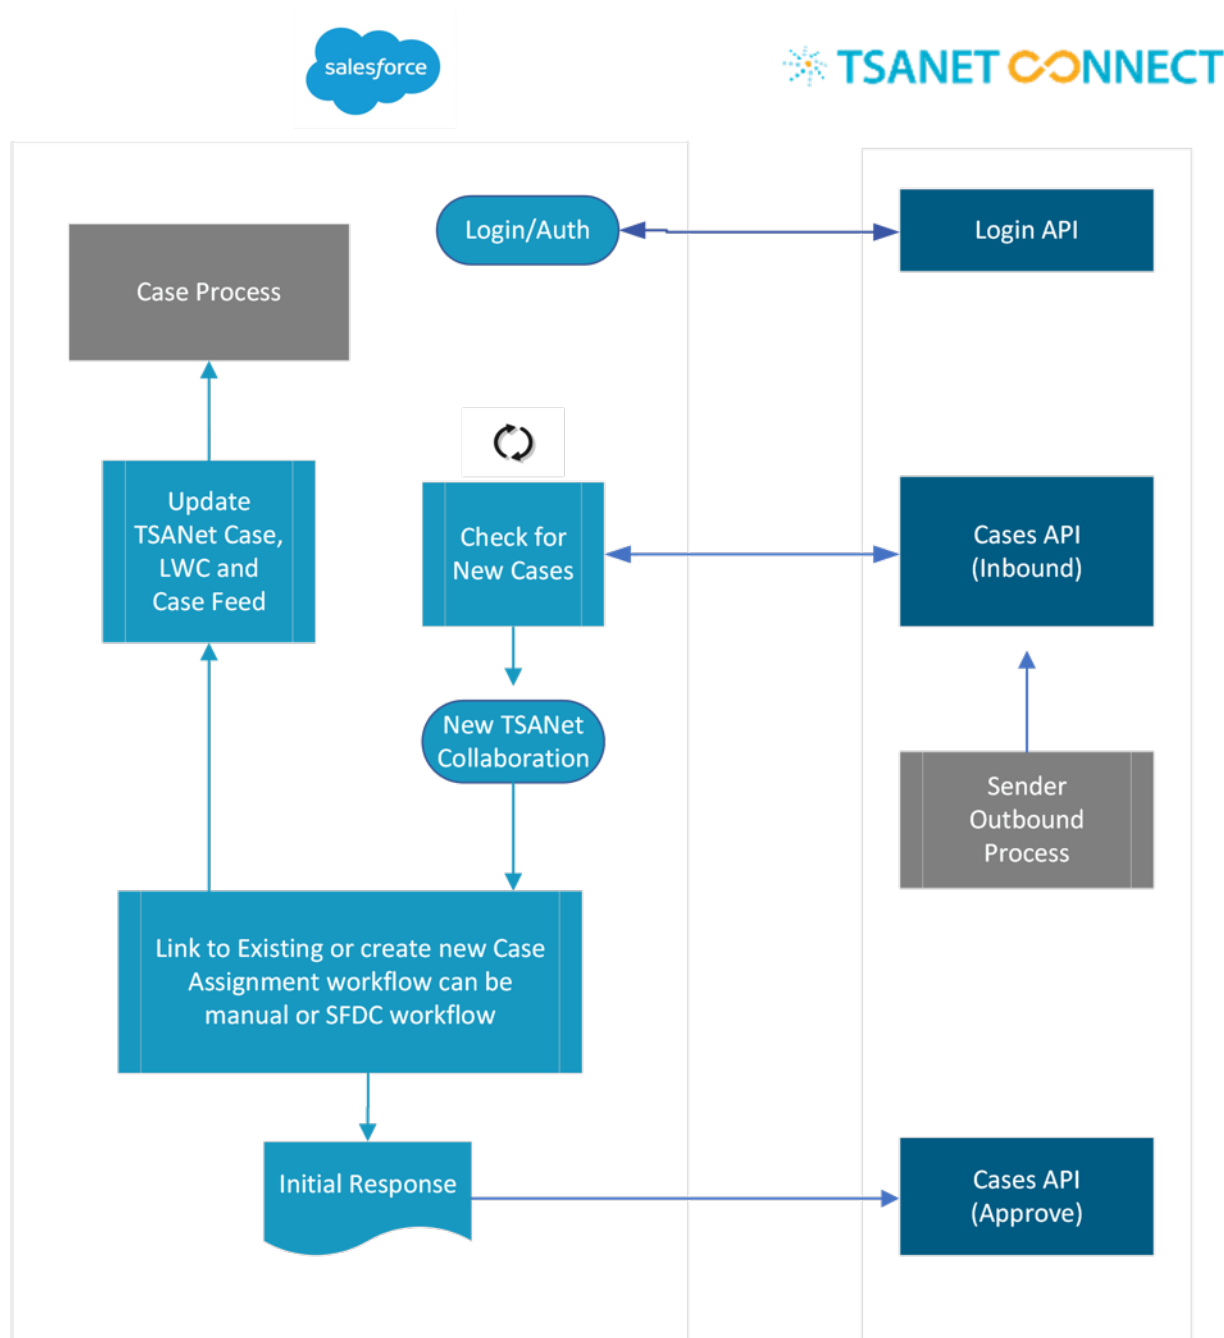 salesforce
TSANET CONNECT
Login/Auth
Login API
Case Process
Update
TSANet Case,
LWC and
Case Feed
Check for
New Cases
Cases API
(Inbound)
New TSANet
Collaboration
Sender
Outbound
Process
Link to Existing or create new Case
Assignment workflow can be
manual or SFDC workflow
Initial Response
Cases API
(Approve)